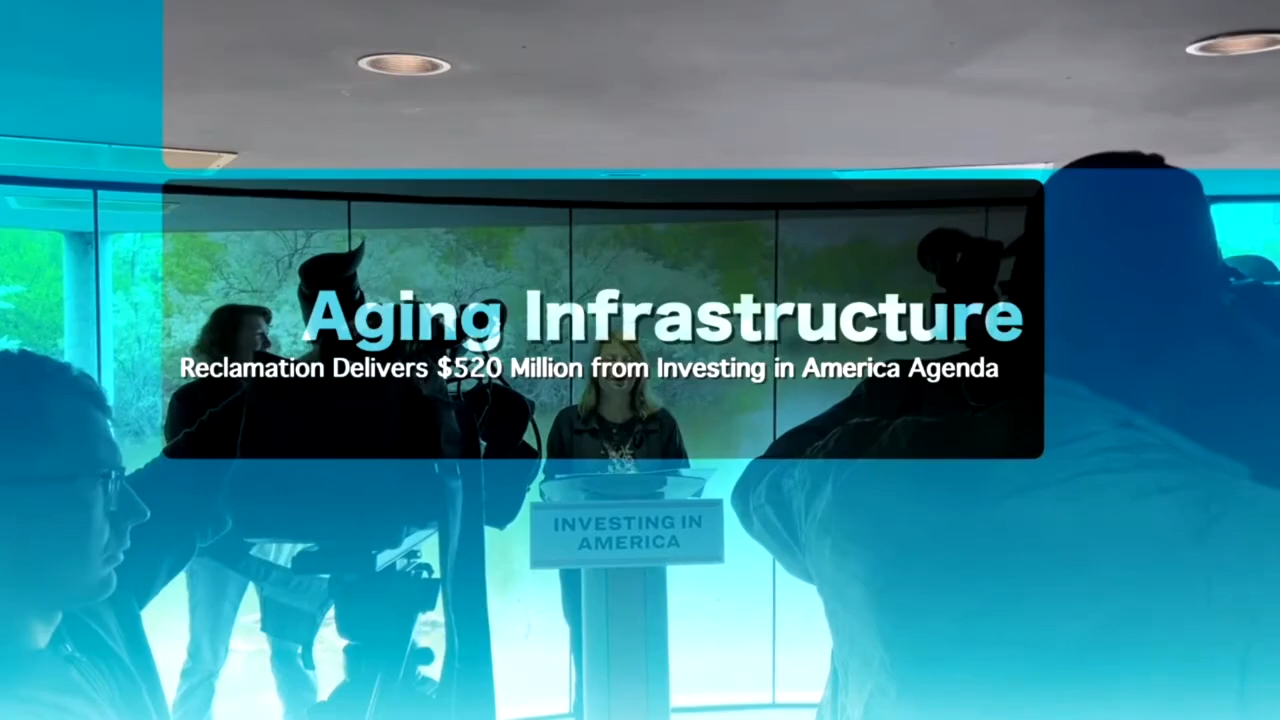 Aging Infrastructure
Reclamation Delivers $520 Million from Investing in America Agenda
INVESTING IN
AMERICA